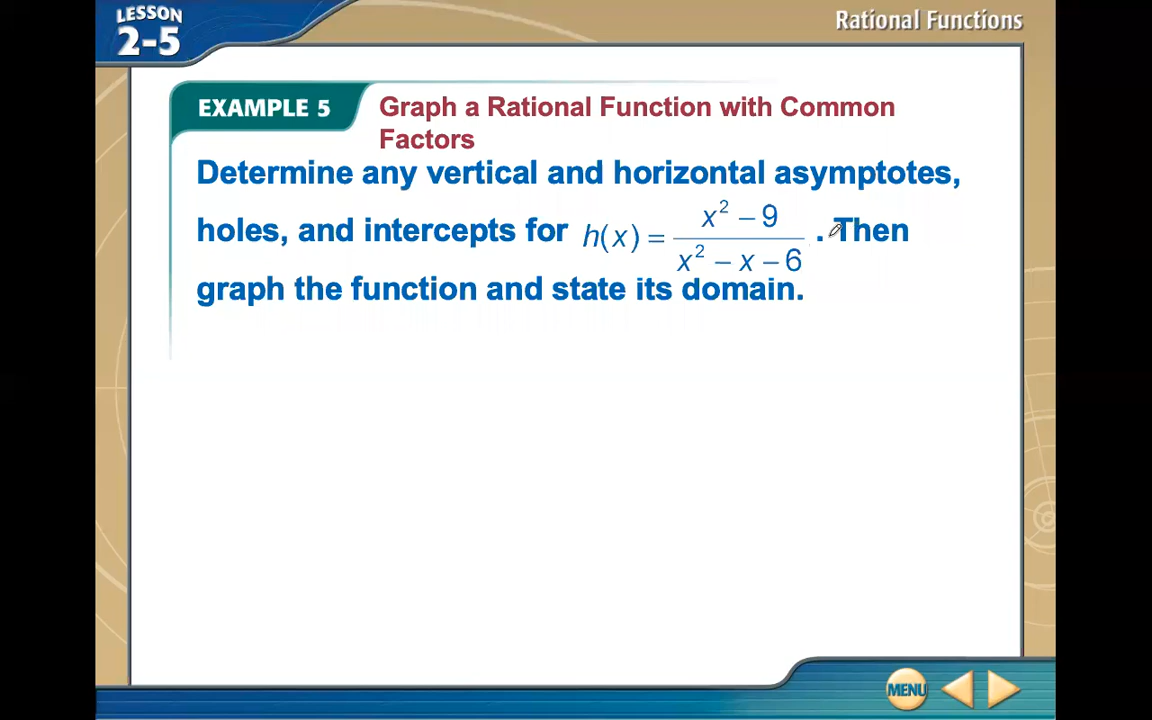 LESSON
2-5
Rational Functions
EXAMPLE 5
Graph a Rational Function with Common
Factors
Determine any vertical and horizontal asymptotes,
holes, and intercepts for h(x) = (x² – 9)/(x² – x – 6) . Then
graph the function and state its domain.
MENU